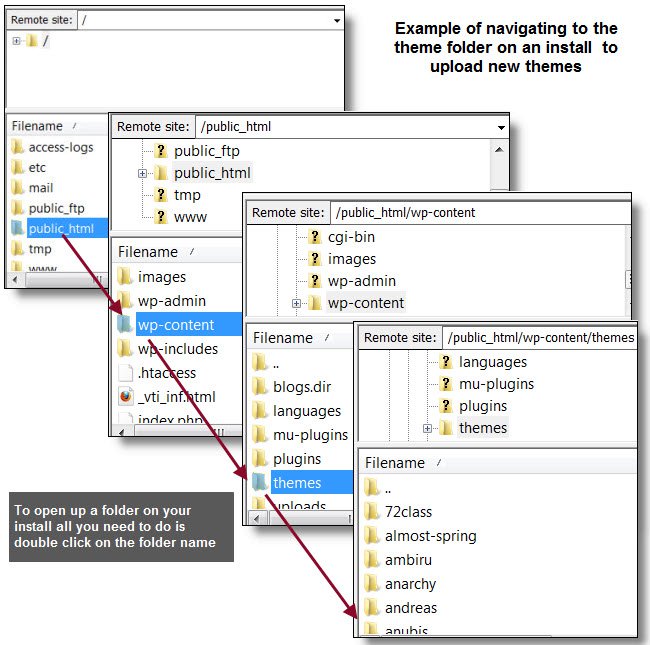 Example of navigating to the
theme folder on an install to
upload new themes
Remote site: /
/
Filename /
access-logs
etc
mail
public_ftp
public_html
tmp
www
Remote site: /public_html
public_ftp
public_html
tmp
www
Filename /
images
wp-admin
wp-content
wp-includes
.htaccess
_vti_inf.html
index.php
Remote site: /public_html/wp-content
cgi-bin
images
wp-admin
wp-content
Filename /
..
blogs.dir
languages
mu-plugins
plugins
themes
uploads
Remote site: /public_html/wp-content/themes
languages
mu-plugins
plugins
themes
Filename /
..
72class
almost-spring
ambiru
anarchy
andreas
anubis
To open up a folder on your
install all you need to do is
double click on the folder name